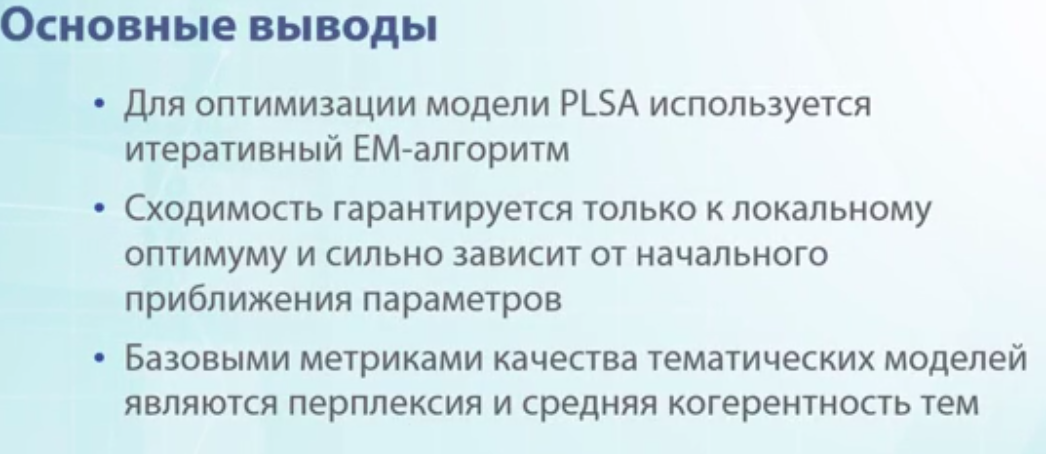 Основные выводы
• Для оптимизации модели PLSA используется
итеративный EM-алгоритм
• Сходимость гарантируется только к локальному
оптимуму и сильно зависит от начального
приближения параметров
• Базовыми метриками качества тематических моделей
являются перплексия и средняя когерентность тем